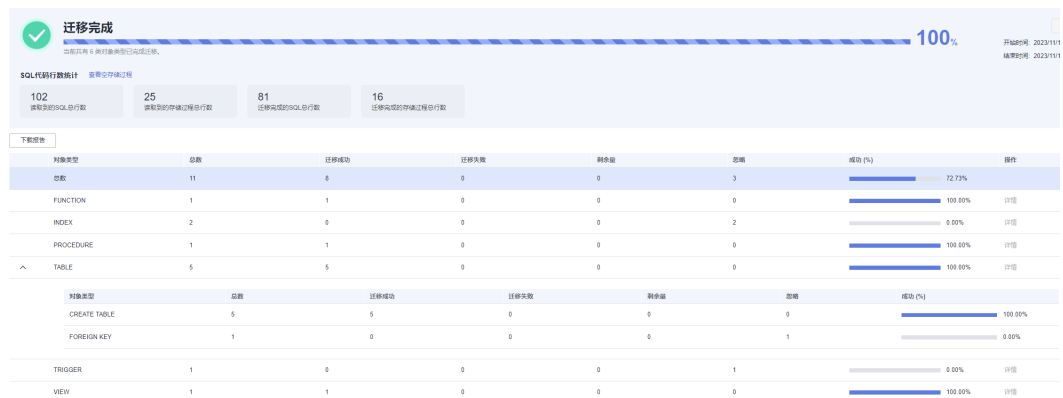 迁移完成
100%
当前共有 6 类对象类型已完成迁移。
开始时间: 2023/11/1
结束时间: 2023/11/1
SQL代码行数统计 查看空存储过程
102 25 81 16
读取到的SQL总行数 读取到的存储过程总行数 迁移完成的SQL总行数 迁移完成的存储过程总行数
下载报告
对象类型 总数 迁移成功 迁移失败 剩余量 忽略 成功 (%) 操作
总数 11 8 0 0 3 72.73%
FUNCTION 1 1 0 0 0 100.00% 详情
INDEX 2 0 0 0 2 0.00% 详情
PROCEDURE 1 1 0 0 0 100.00% 详情
TABLE 5 5 0 0 0 100.00% 详情
对象类型 总数 迁移成功 迁移失败 剩余量 忽略 成功 (%)
CREATE TABLE 5 5 0 0 0 100.00%
FOREIGN KEY 1 0 0 0 1 0.00%
TRIGGER 1 0 0 0 1 0.00% 详情
VIEW 1 1 0 0 0 100.00% 详情